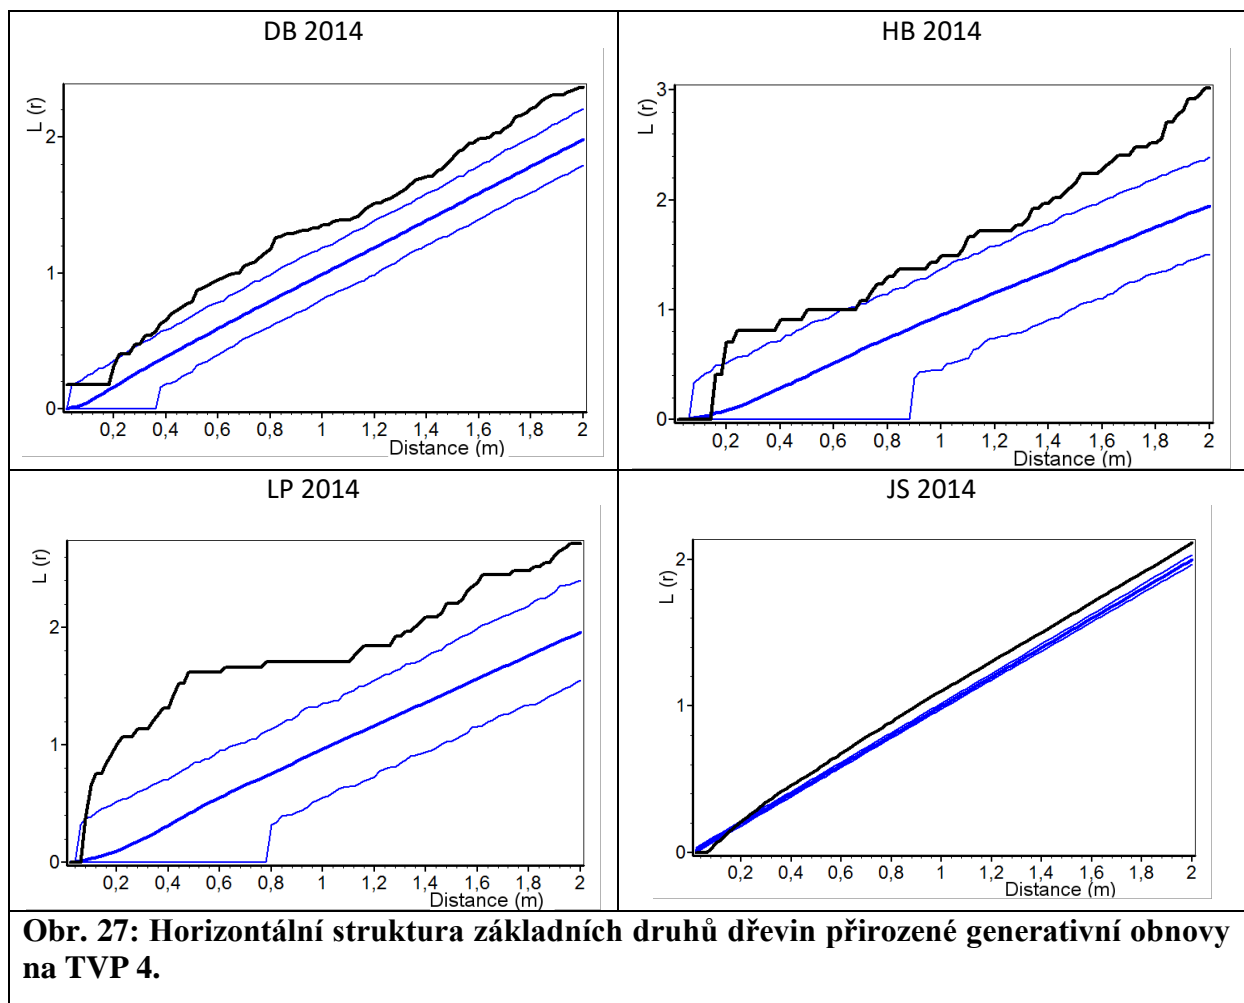 DB 2014
L (r)
2
1
0
0,2 0,4 0,6 0,8 1 1,2 1,4 1,6 1,8 2
Distance (m)
HB 2014
L (r)
3
2
1
0
0,2 0,4 0,6 0,8 1 1,2 1,4 1,6 1,8 2
Distance (m)
LP 2014
L (r)
2
1
0
0,2 0,4 0,6 0,8 1 1,2 1,4 1,6 1,8 2
Distance (m)
JS 2014
L (r)
2
1
0
0,2 0,4 0,6 0,8 1 1,2 1,4 1,6 1,8 2
Distance (m)
Obr. 27: Horizontální struktura základních druhů dřevin přirozené generativní obnovy
na TVP 4.